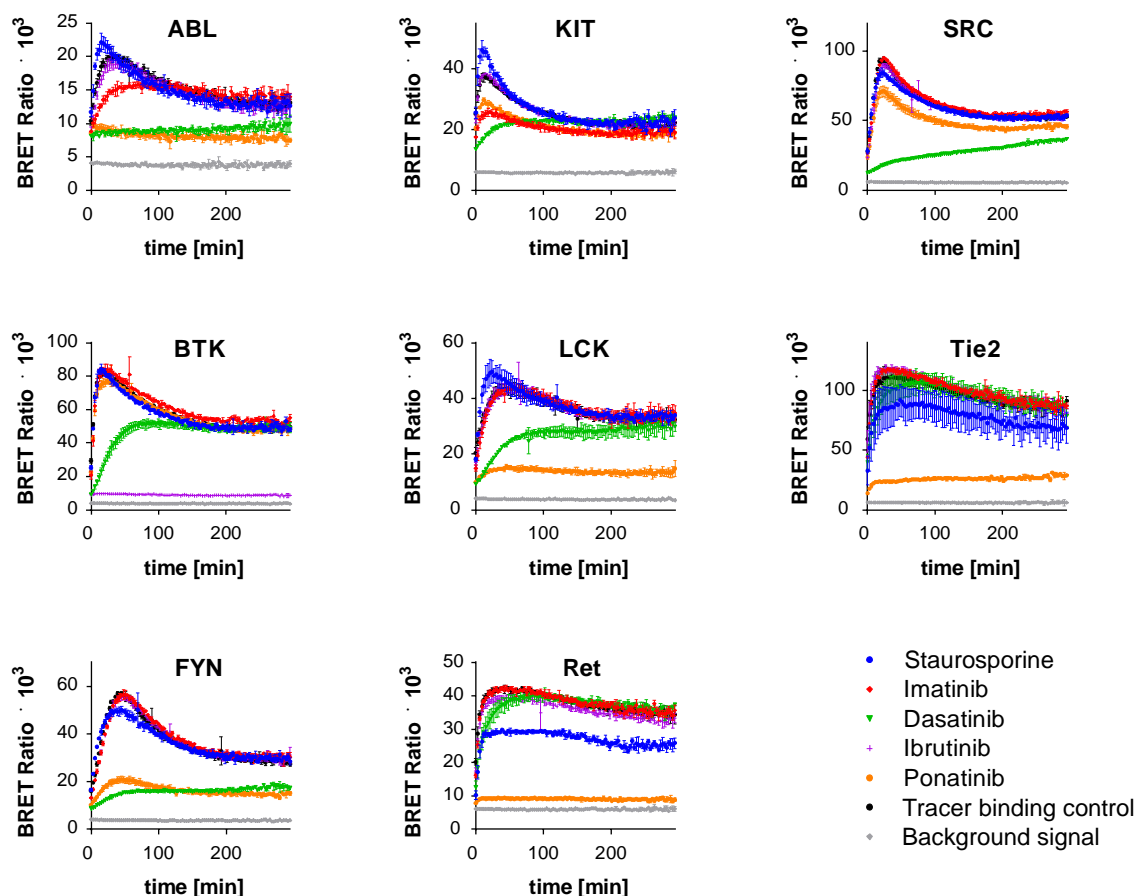 ABL
BRET Ratio · 10³
25
20
15
10
5
0
0 100 200
time [min]
KIT
BRET Ratio · 10³
40
20
0
0 100 200
time [min]
SRC
BRET Ratio · 10³
100
50
0
0 100 200
time [min]
BTK
BRET Ratio · 10³
100
80
60
40
20
0
0 100 200
time [min]
LCK
BRET Ratio · 10³
60
40
20
0
0 100 200
time [min]
Tie2
BRET Ratio · 10³
100
50
0
0 100 200
time [min]
FYN
BRET Ratio · 10³
60
40
20
0
0 100 200
time [min]
Ret
BRET Ratio · 10³
50
40
30
20
10
0
0 100 200
time [min]
Staurosporine
Imatinib
Dasatinib
Ibrutinib
Ponatinib
Tracer binding control
Background signal